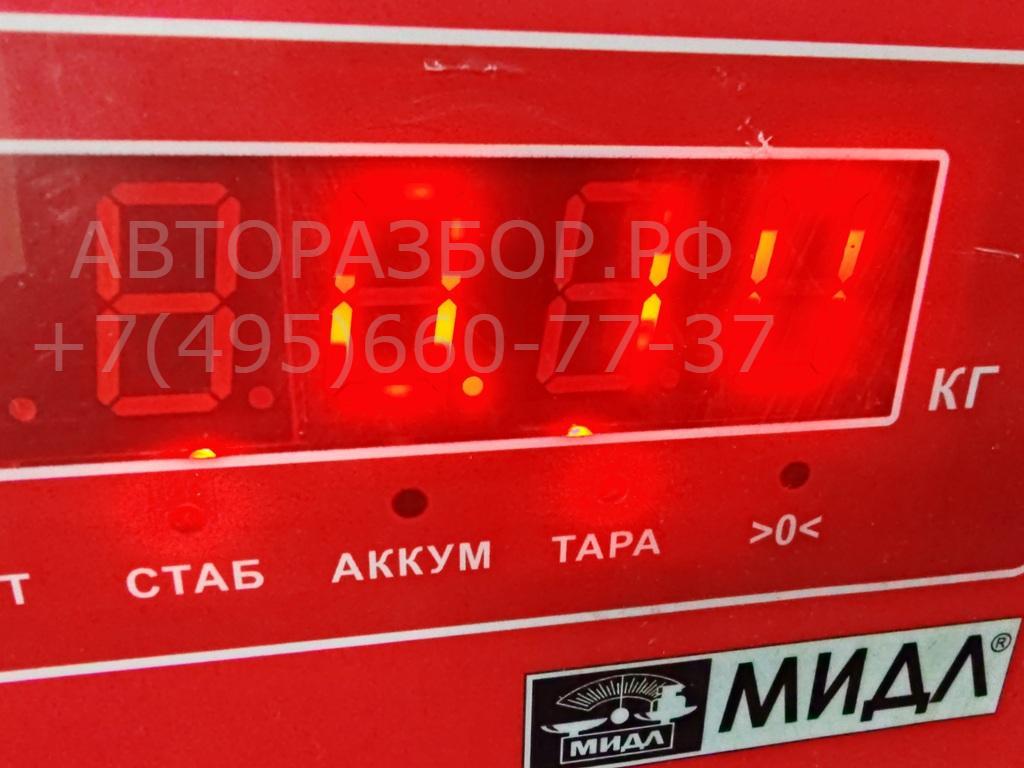 АВТОРАЗБОР.РФ
+7(495)660-77-37
КГ
Т СТАБ АККУМ ТАРА >0<
МИДЛ МИДЛ®